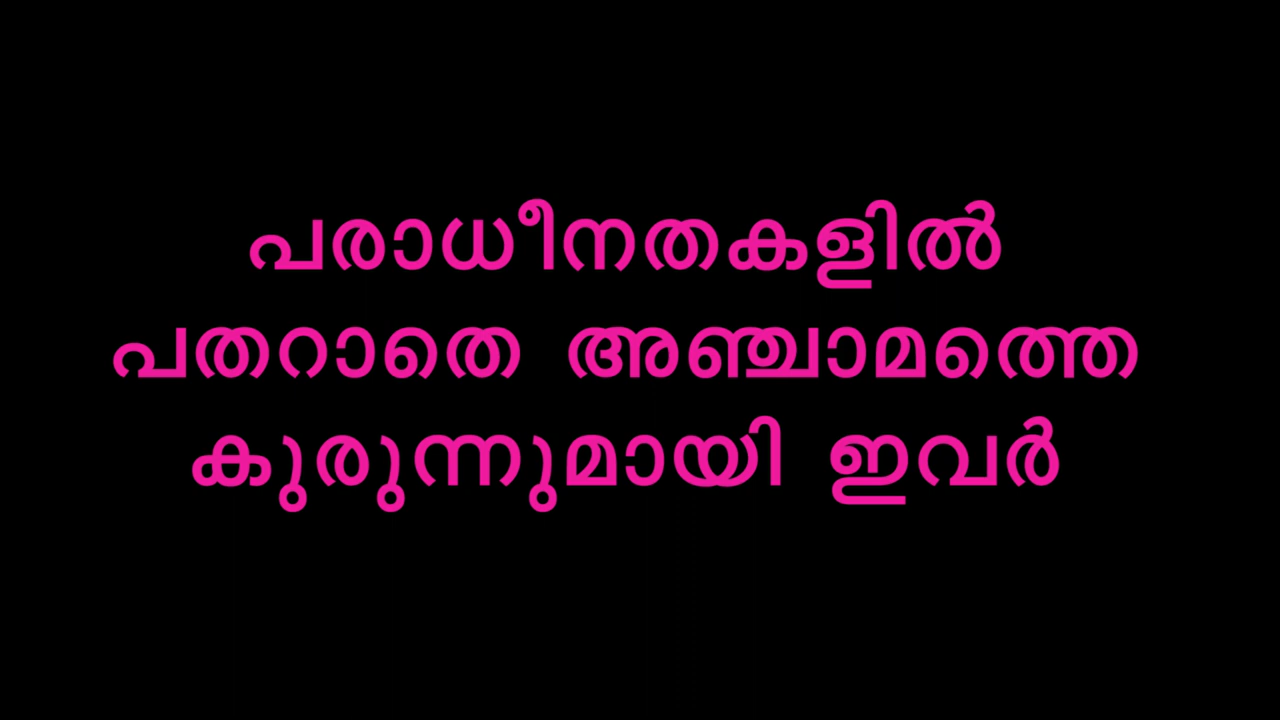 പരാധീനതകളിൽ
പതറാതെ അഞ്ചാമത്തെ
കുരുന്നുമായി ഇവർ